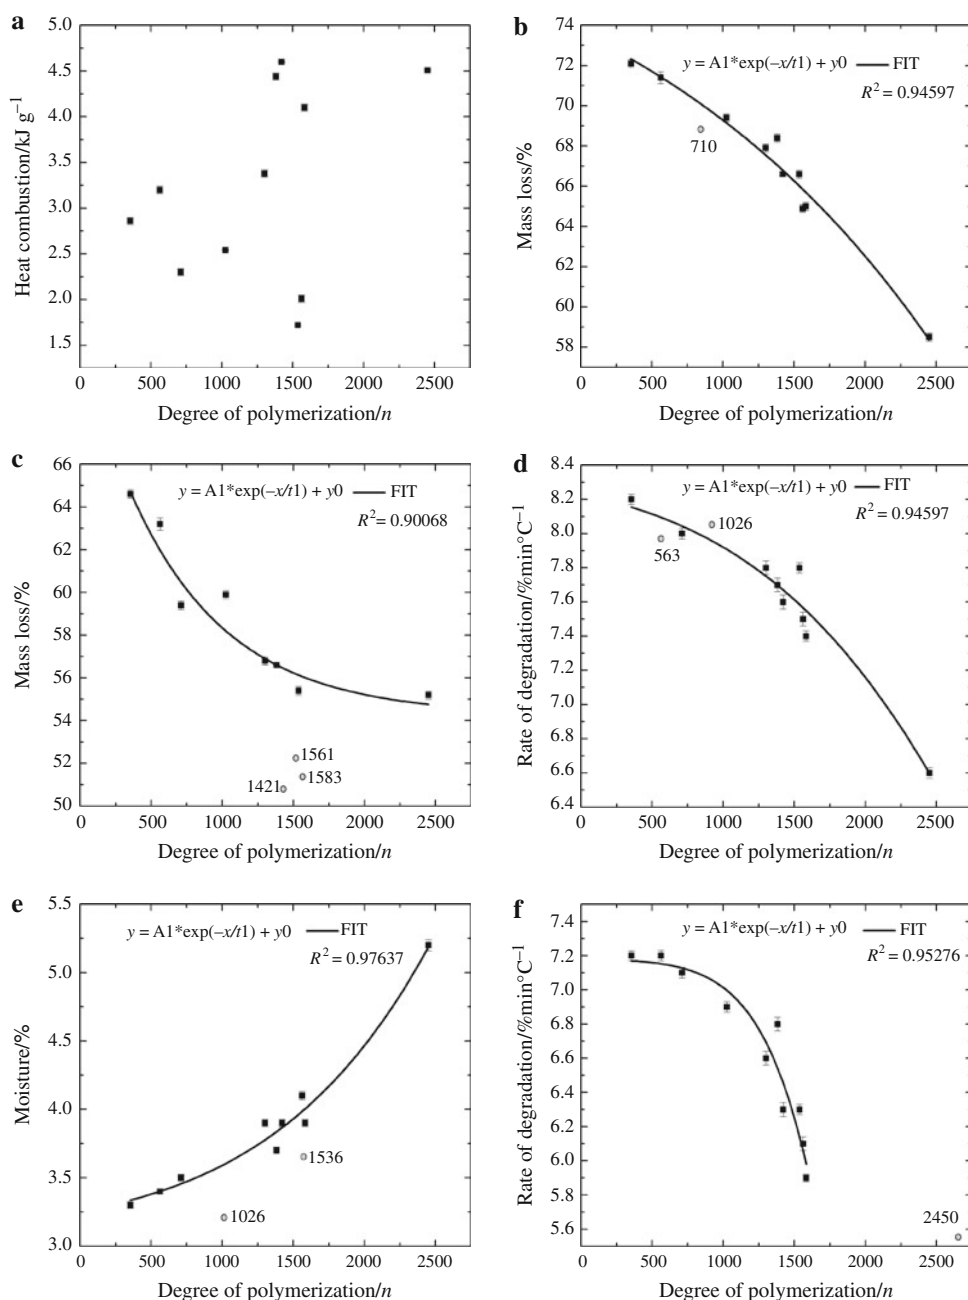 a
5.0
4.5
4.0
3.5
3.0
2.5
2.0
1.5
Heat combustion/kJ g⁻¹
0 500 1000 1500 2000 2500
Degree of polymerization/n
b
74
72
70
68
66
64
62
60
58
Mass loss/%
y = A1*exp(–x/t1) + y0 FIT
R² = 0.94597
710
0 500 1000 1500 2000 2500
Degree of polymerization/n
c
66
64
62
60
58
56
54
52
50
Mass loss/%
y = A1*exp(–x/t1) + y0 FIT
R² = 0.90068
1561
1583
1421
0 500 1000 1500 2000 2500
Degree of polymerization/n
d
8.4
8.2
8.0
7.8
7.6
7.4
7.2
7.0
6.8
6.6
6.4
Rate of degradation/%min°C⁻¹
y = A1*exp(–x/t1) + y0 FIT
R² = 0.94597
1026
563
0 500 1000 1500 2000 2500
Degree of polymerization/n
e
5.5
5.0
4.5
4.0
3.5
3.0
Moisture/%
y = A1*exp(–x/t1) + y0 FIT
R² = 0.97637
1536
1026
0 500 1000 1500 2000 2500
Degree of polymerization/n
f
7.4
7.2
7.0
6.8
6.6
6.4
6.2
6.0
5.8
5.6
Rate of degradation/%min°C⁻¹
y = A1*exp(–x/t1) + y0 FIT
R² = 0.95276
2450
0 500 1000 1500 2000 2500
Degree of polymerization/n